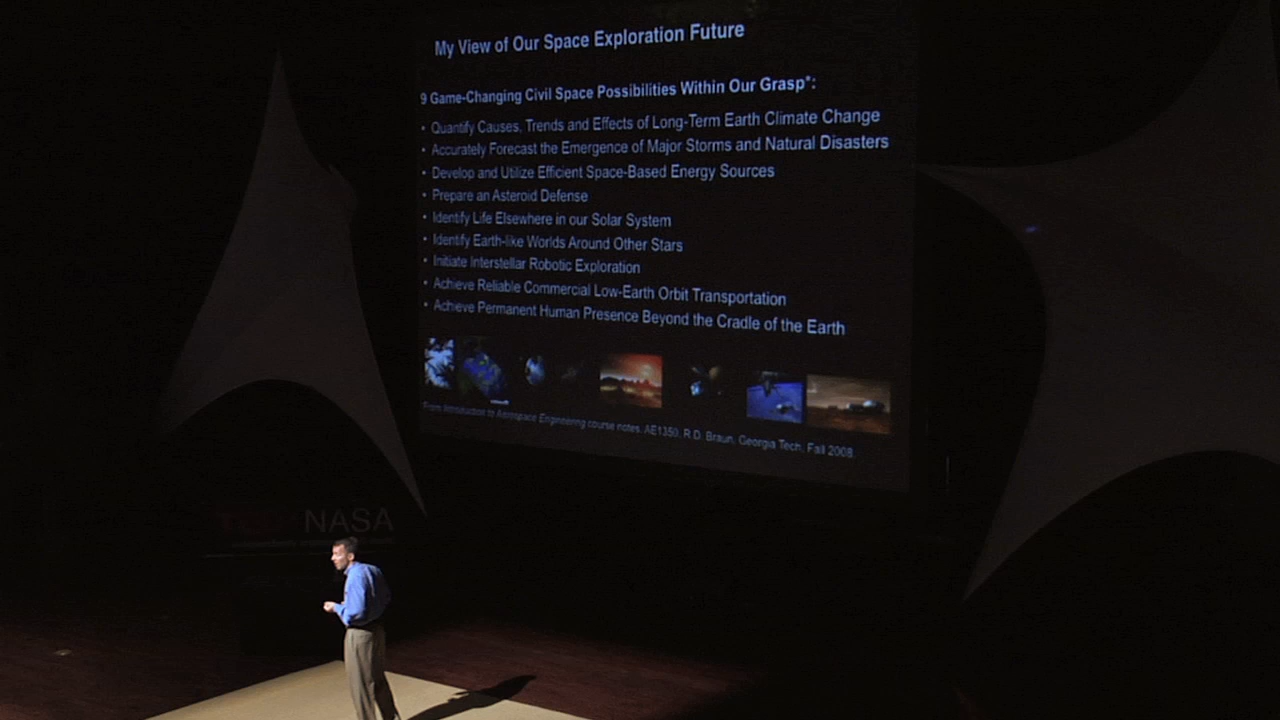 My View of Our Space Exploration Future
9 Game-Changing Civil Space Possibilities Within Our Grasp*:
• Quantify Causes, Trends and Effects of Long-Term Earth Climate Change
• Accurately Forecast the Emergence of Major Storms and Natural Disasters
• Develop and Utilize Efficient Space-Based Energy Sources
• Prepare an Asteroid Defense
• Identify Life Elsewhere in our Solar System
• Identify Earth-like Worlds Around Other Stars
• Initiate Interstellar Robotic Exploration
• Achieve Reliable Commercial Low-Earth Orbit Transportation
• Achieve Permanent Human Presence Beyond the Cradle of the Earth
From Introduction to Aerospace Engineering course notes, AE1350, R.D. Braun, Georgia Tech, Fall 2008
TEDxNASA